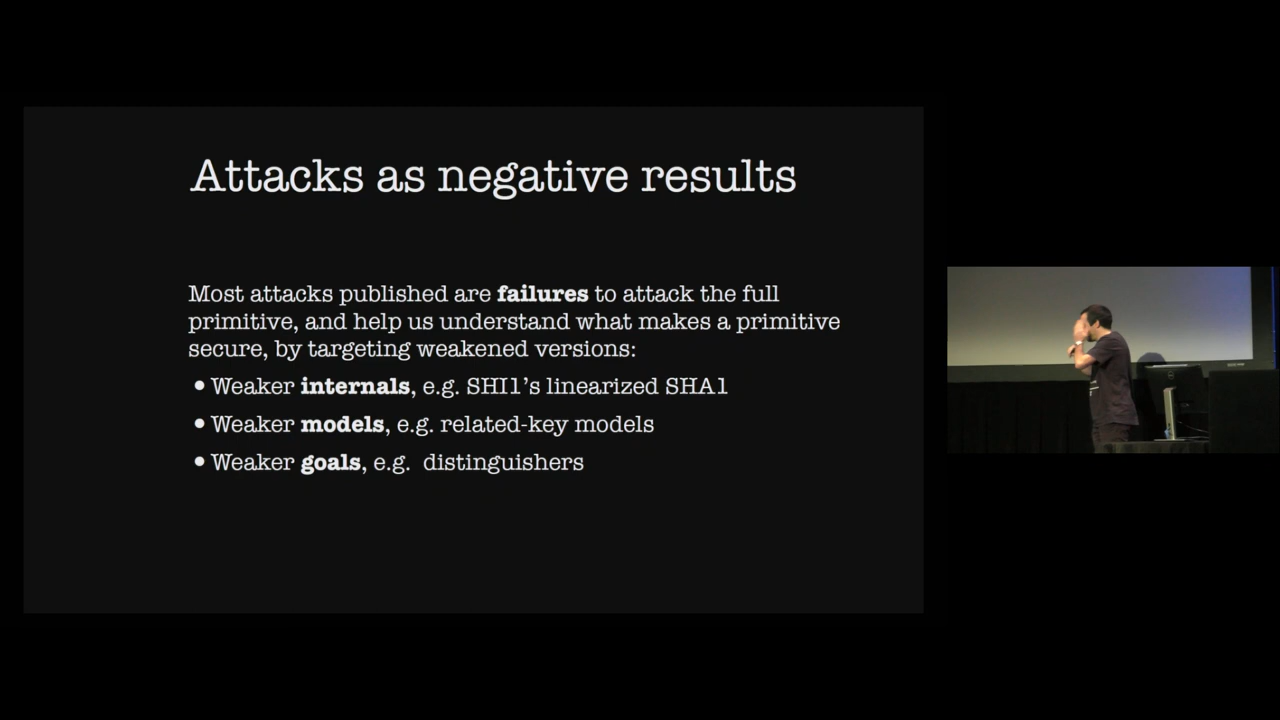 Attacks as negative results
Most attacks published are failures to attack the full
primitive, and help us understand what makes a primitive
secure, by targeting weakened versions:
• Weaker internals, e.g. SHI1's linearized SHA1
• Weaker models, e.g. related-key models
• Weaker goals, e.g. distinguishers